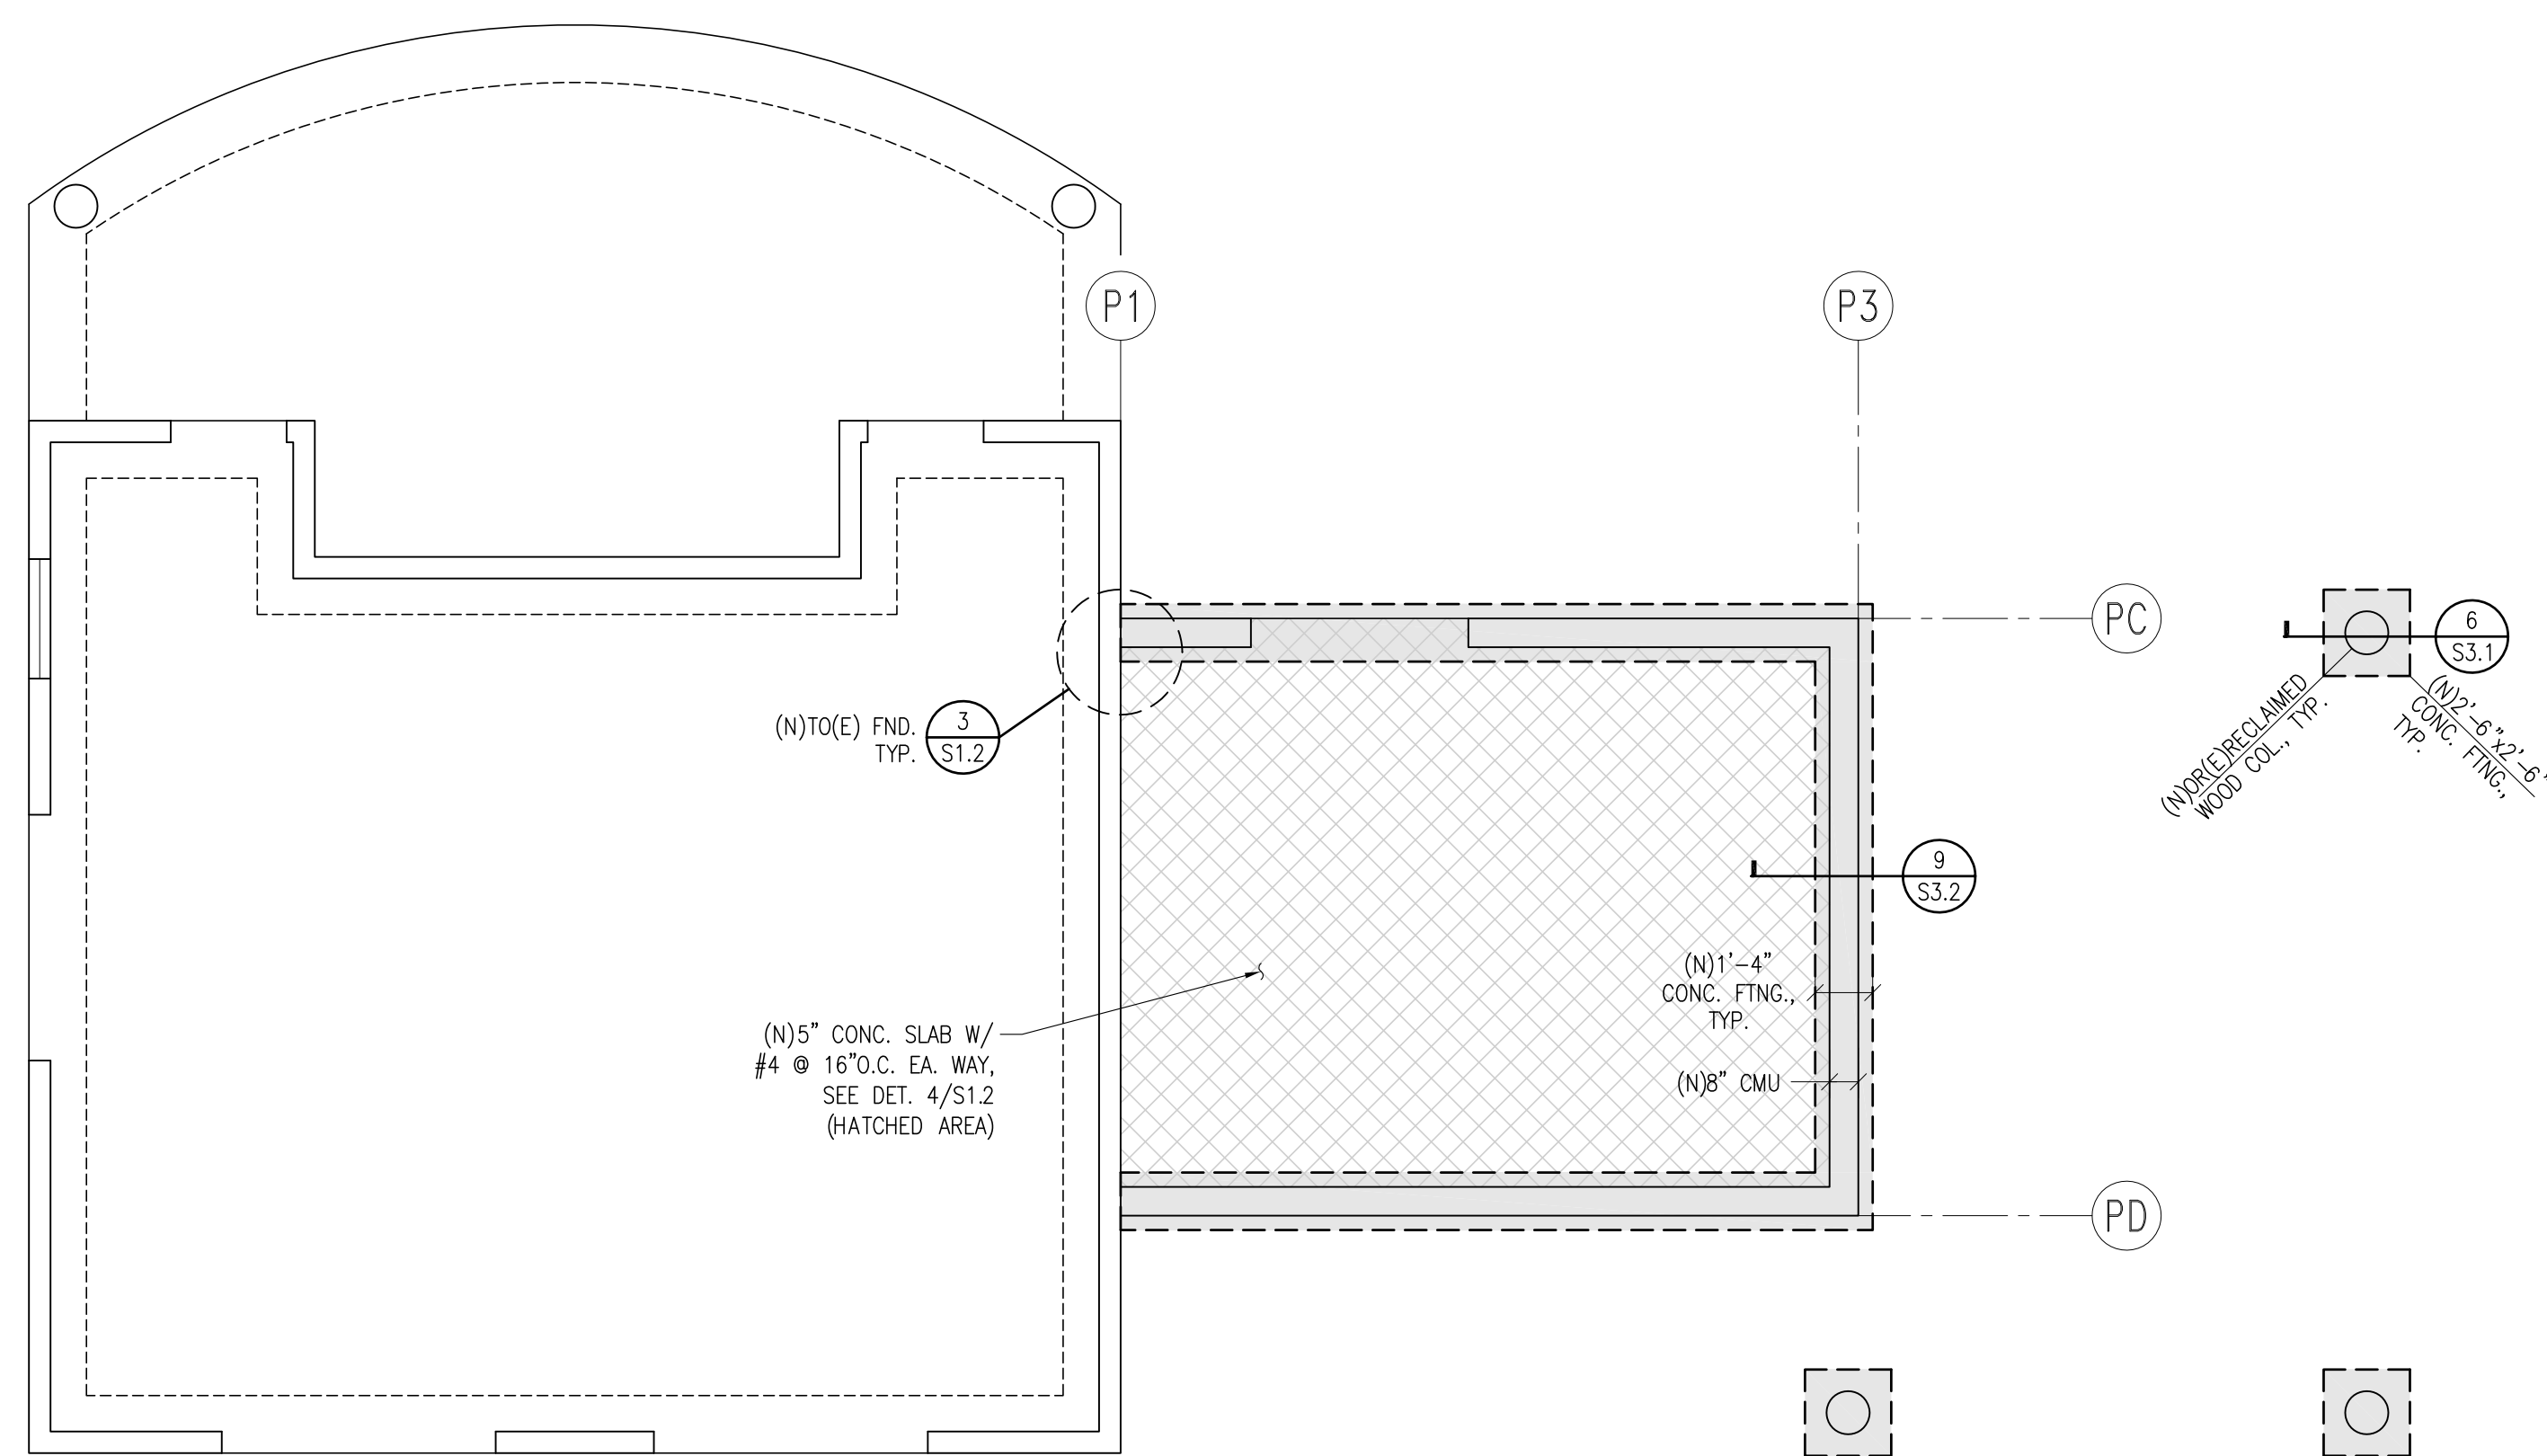 P1
P3
PC
6
S3.1
(N)OR(E)RECLAIMED
WOOD COL., TYP.
(N)2'-6"x2'-6"
CONC. FTNG.,
TYP.
(N)TO(E) FND.
TYP.
3
S1.2
9
S3.2
(N)1'-4"
CONC. FTNG.,
TYP.
(N)5" CONC. SLAB W/
#4 @ 16"O.C. EA. WAY,
SEE DET. 4/S1.2
(HATCHED AREA)
(N)8" CMU
PD